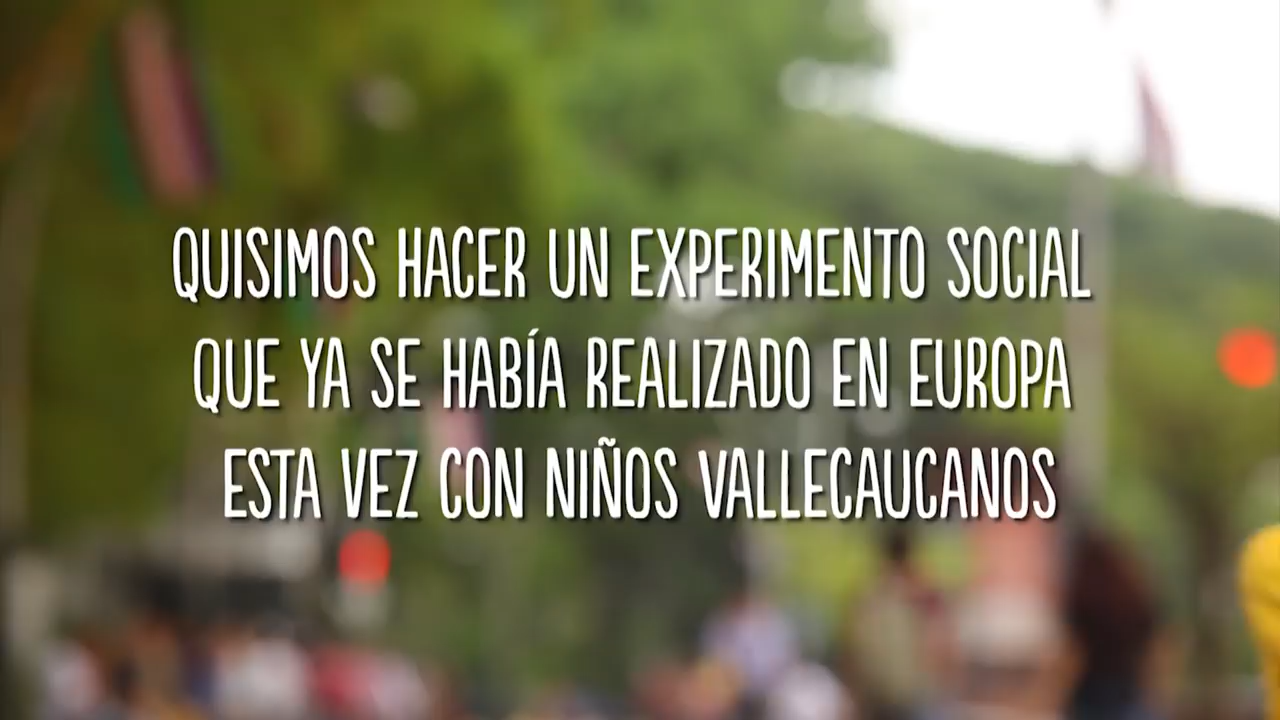 QUISIMOS HACER UN EXPERIMENTO SOCIAL
QUE YA SE HABÍA REALIZADO EN EUROPA
ESTA VEZ CON NIÑOS VALLECAUCANOS